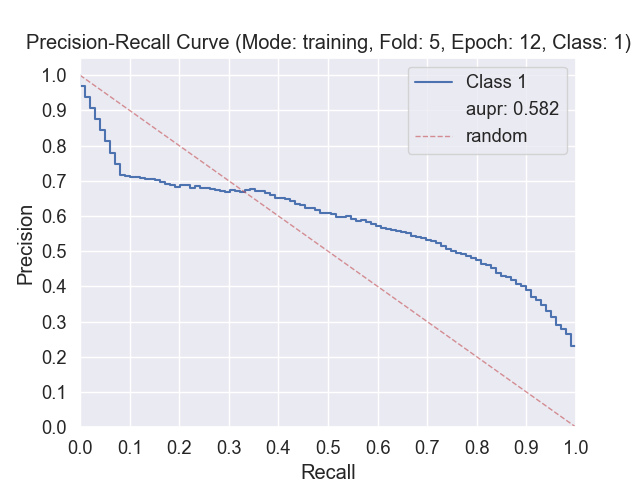 Precision-Recall Curve (Mode: training, Fold: 5, Epoch: 12, Class: 1)
Class 1
aupr: 0.582
random
1.0
0.9
0.8
0.7
0.6
0.5
0.4
0.3
0.2
0.1
0.0
Precision
0.0 0.1 0.2 0.3 0.4 0.5 0.6 0.7 0.8 0.9 1.0
Recall